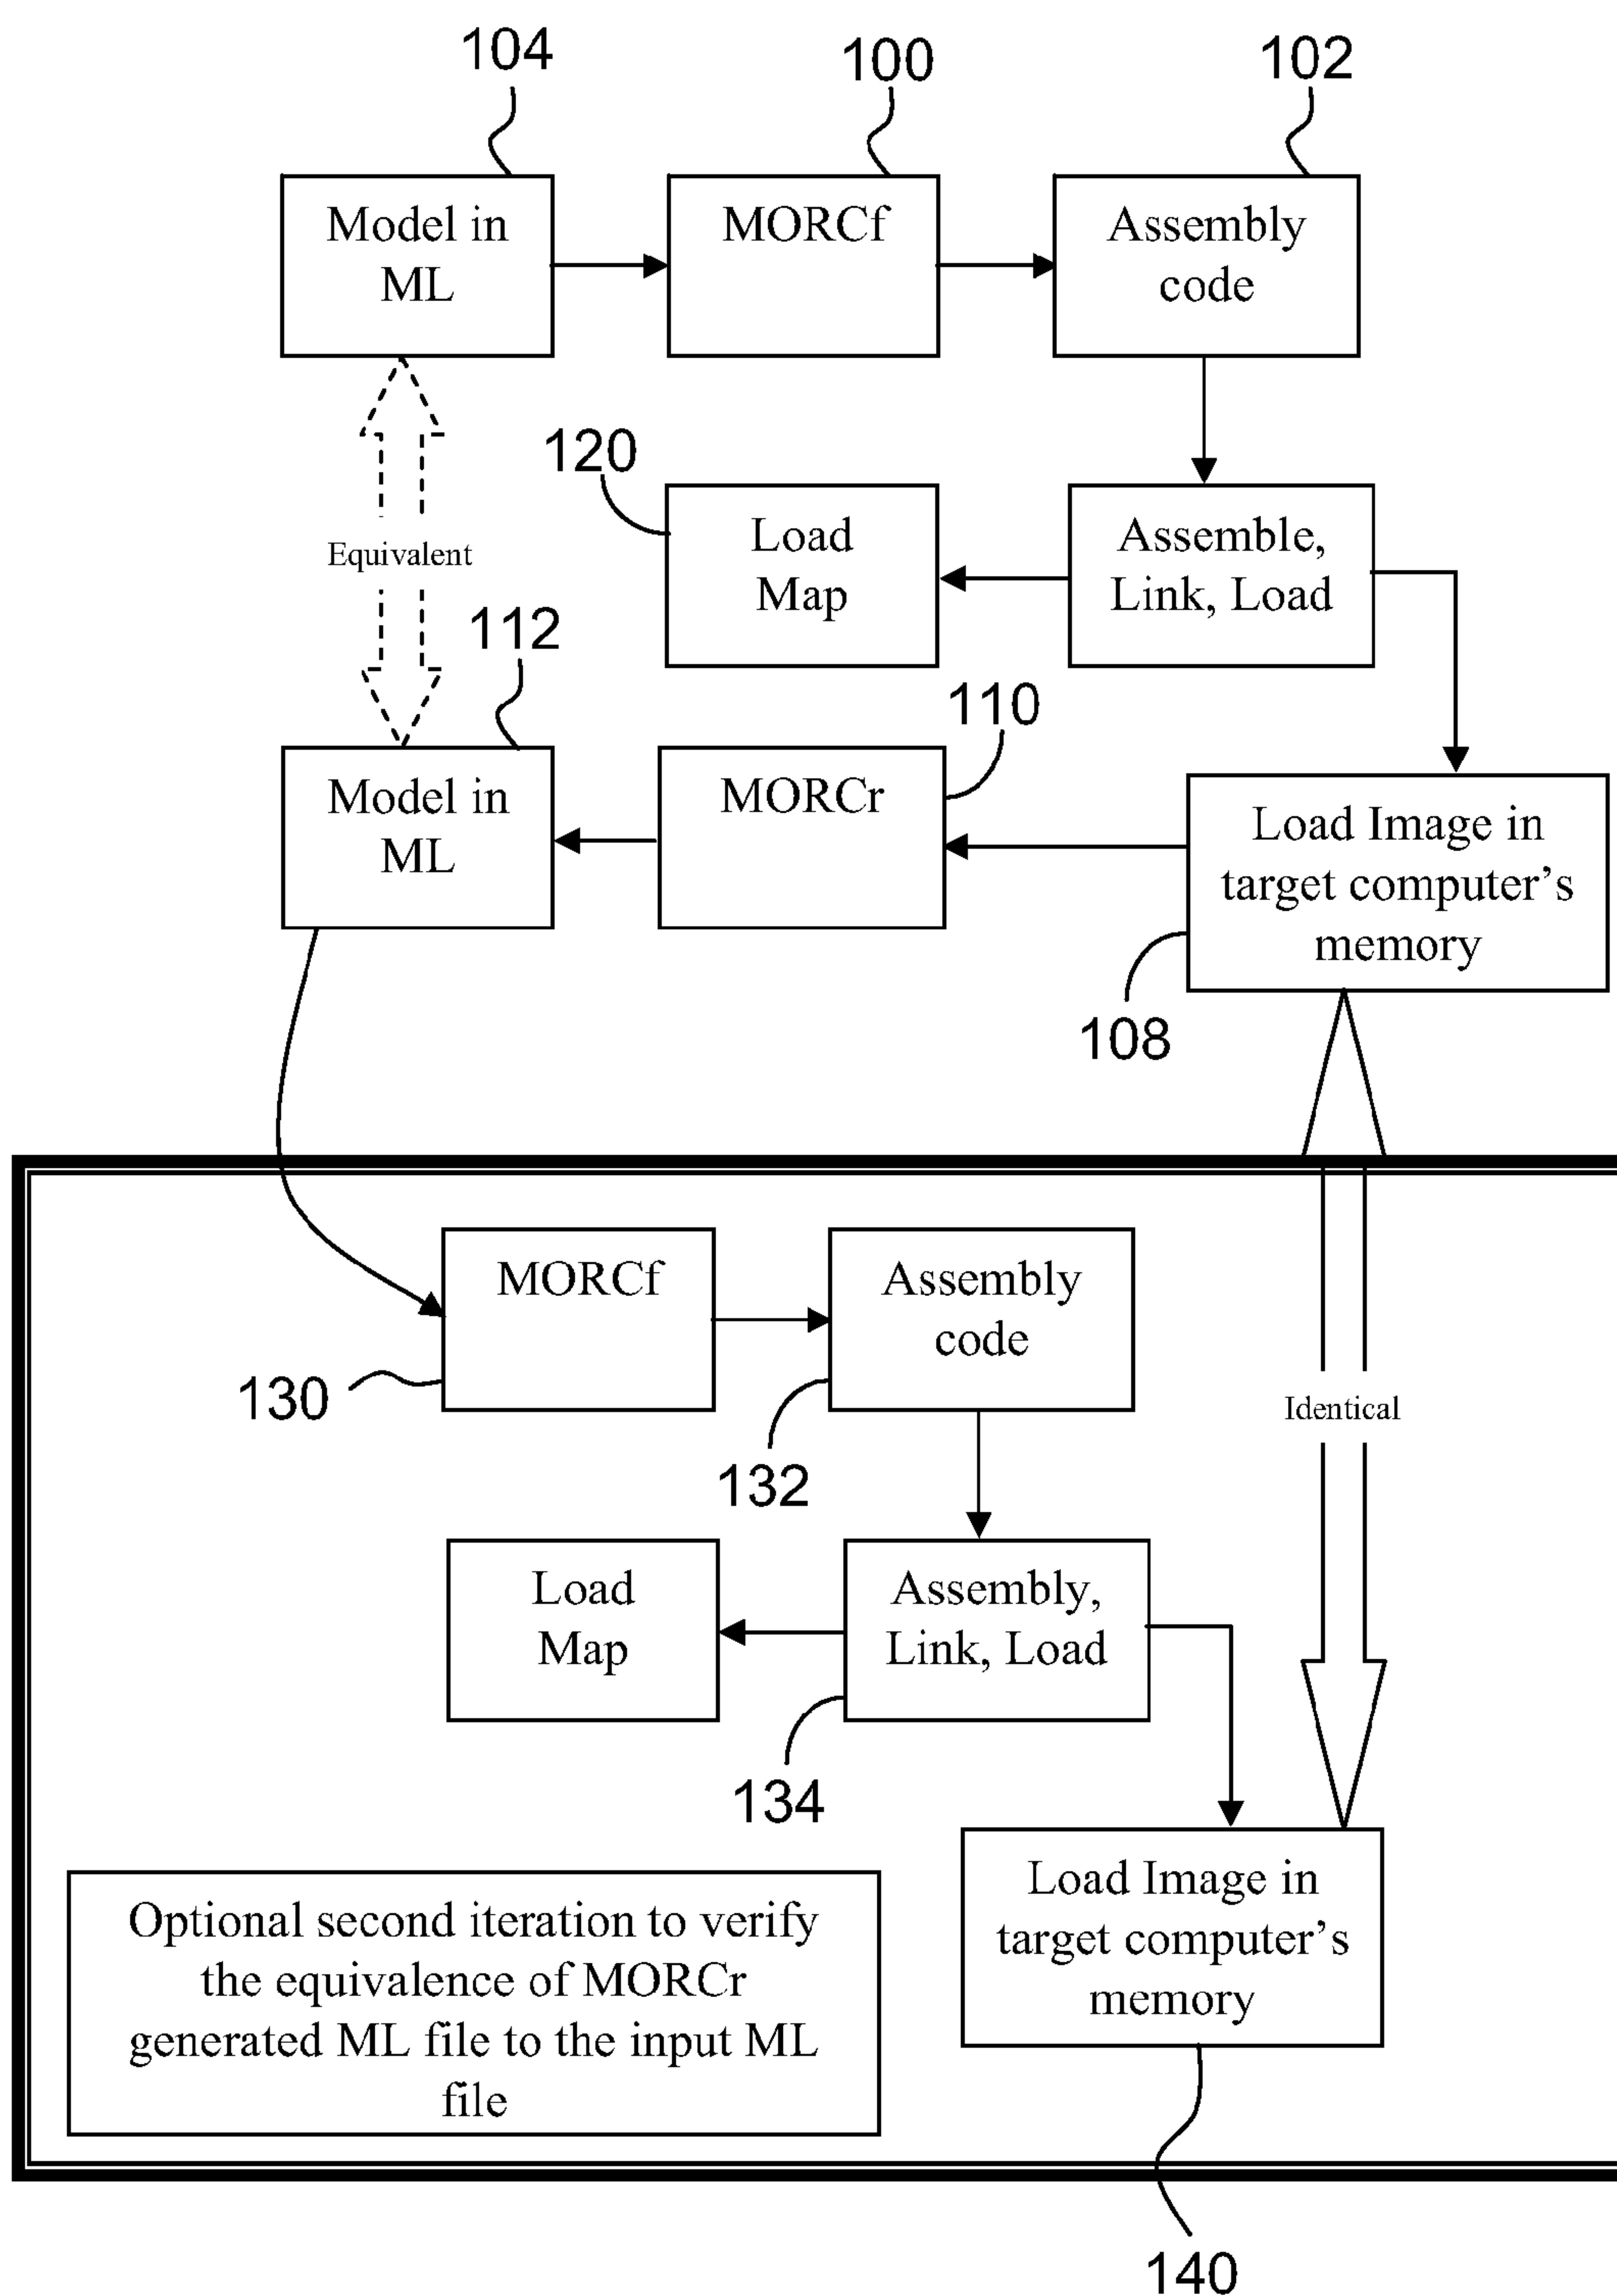 104
100
102
Model in
ML
MORCf
Assembly
code
120
Load
Map
Assemble,
Link, Load
Equivalent
112
110
Model in
ML
MORCr
Load Image in
target computer's
memory
108
MORCf
Assembly
code
130
132
Identical
Load
Map
Assembly,
Link, Load
134
Load Image in
target computer's
memory
Optional second iteration to verify
the equivalence of MORCr
generated ML file to the input ML
file
140